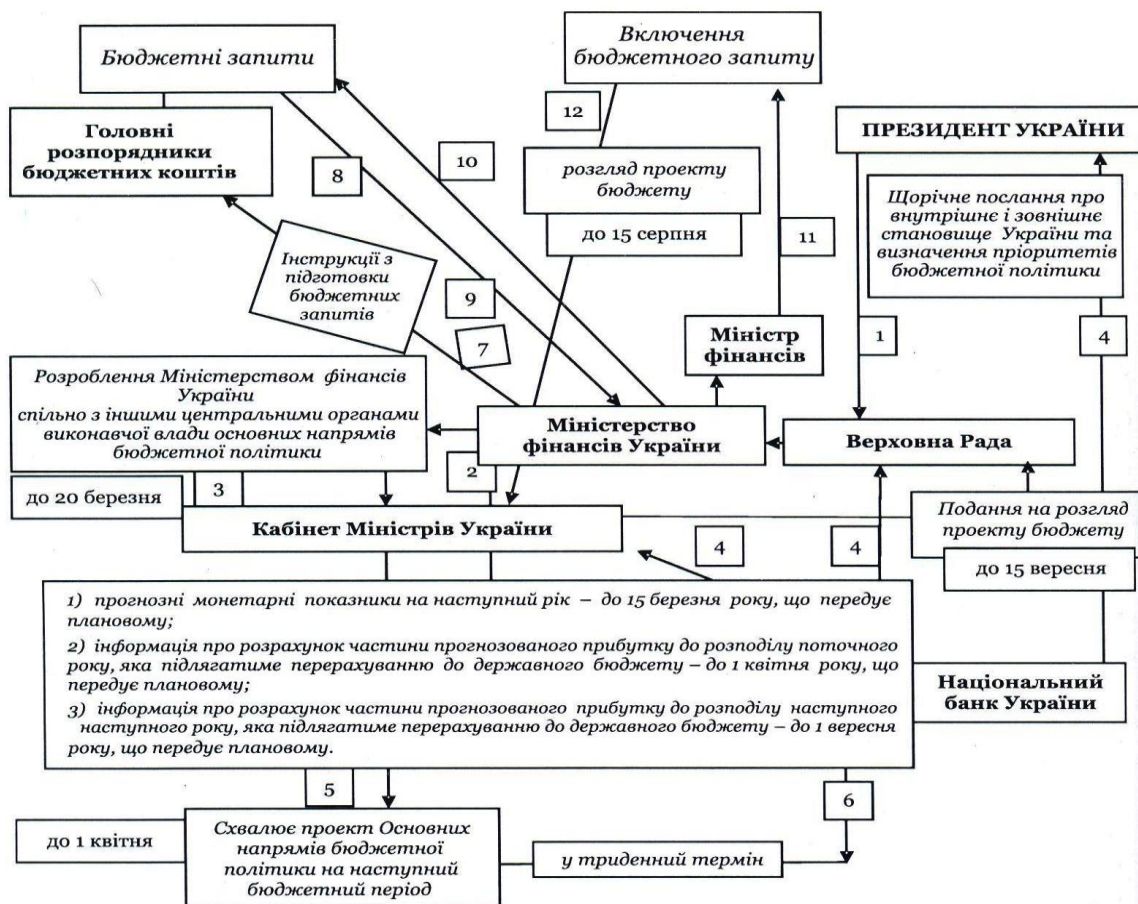 Бюджетні запити
Включення
бюджетного запиту
12
Головні
розпорядники
бюджетних коштів
ПРЕЗИДЕНТ УКРАЇНИ
8
10
розгляд проекту
бюджету
до 15 серпня
11
Щорічне послання про
внутрішнє і зовнішнє
становище України та
визначення пріоритетів
бюджетної політики
Інструкції з
підготовки
бюджетних
запитів
9
7
Міністр
фінансів
1
4
Розроблення Міністерством фінансів
України
спільно з іншими центральними органами
виконавчої влади основних напрямів
бюджетної політики
Міністерство
фінансів України
Верховна Рада
2
3
до 20 березня
Кабінет Міністрів України
Подання на розгляд
проекту бюджету
до 15 вересня
4
4
1) прогнозні монетарні показники на наступний рік – до 15 березня року, що передує
плановому;
2) інформація про розрахунок частини прогнозованого прибутку до розподілу поточного
року, яка підлягатиме перерахуванню до державного бюджету – до 1 квітня року, що
передує плановому;
3) інформація про розрахунок частини прогнозованого прибутку до розподілу наступного
наступного року, яка підлягатиме перерахуванню до державного бюджету – до 1 вересня
року, що передує плановому.
Національний
банк України
5
6
до 1 квітня
Схвалює проект Основних
напрямів бюджетної
політики на наступний
бюджетний період
у триденний термін